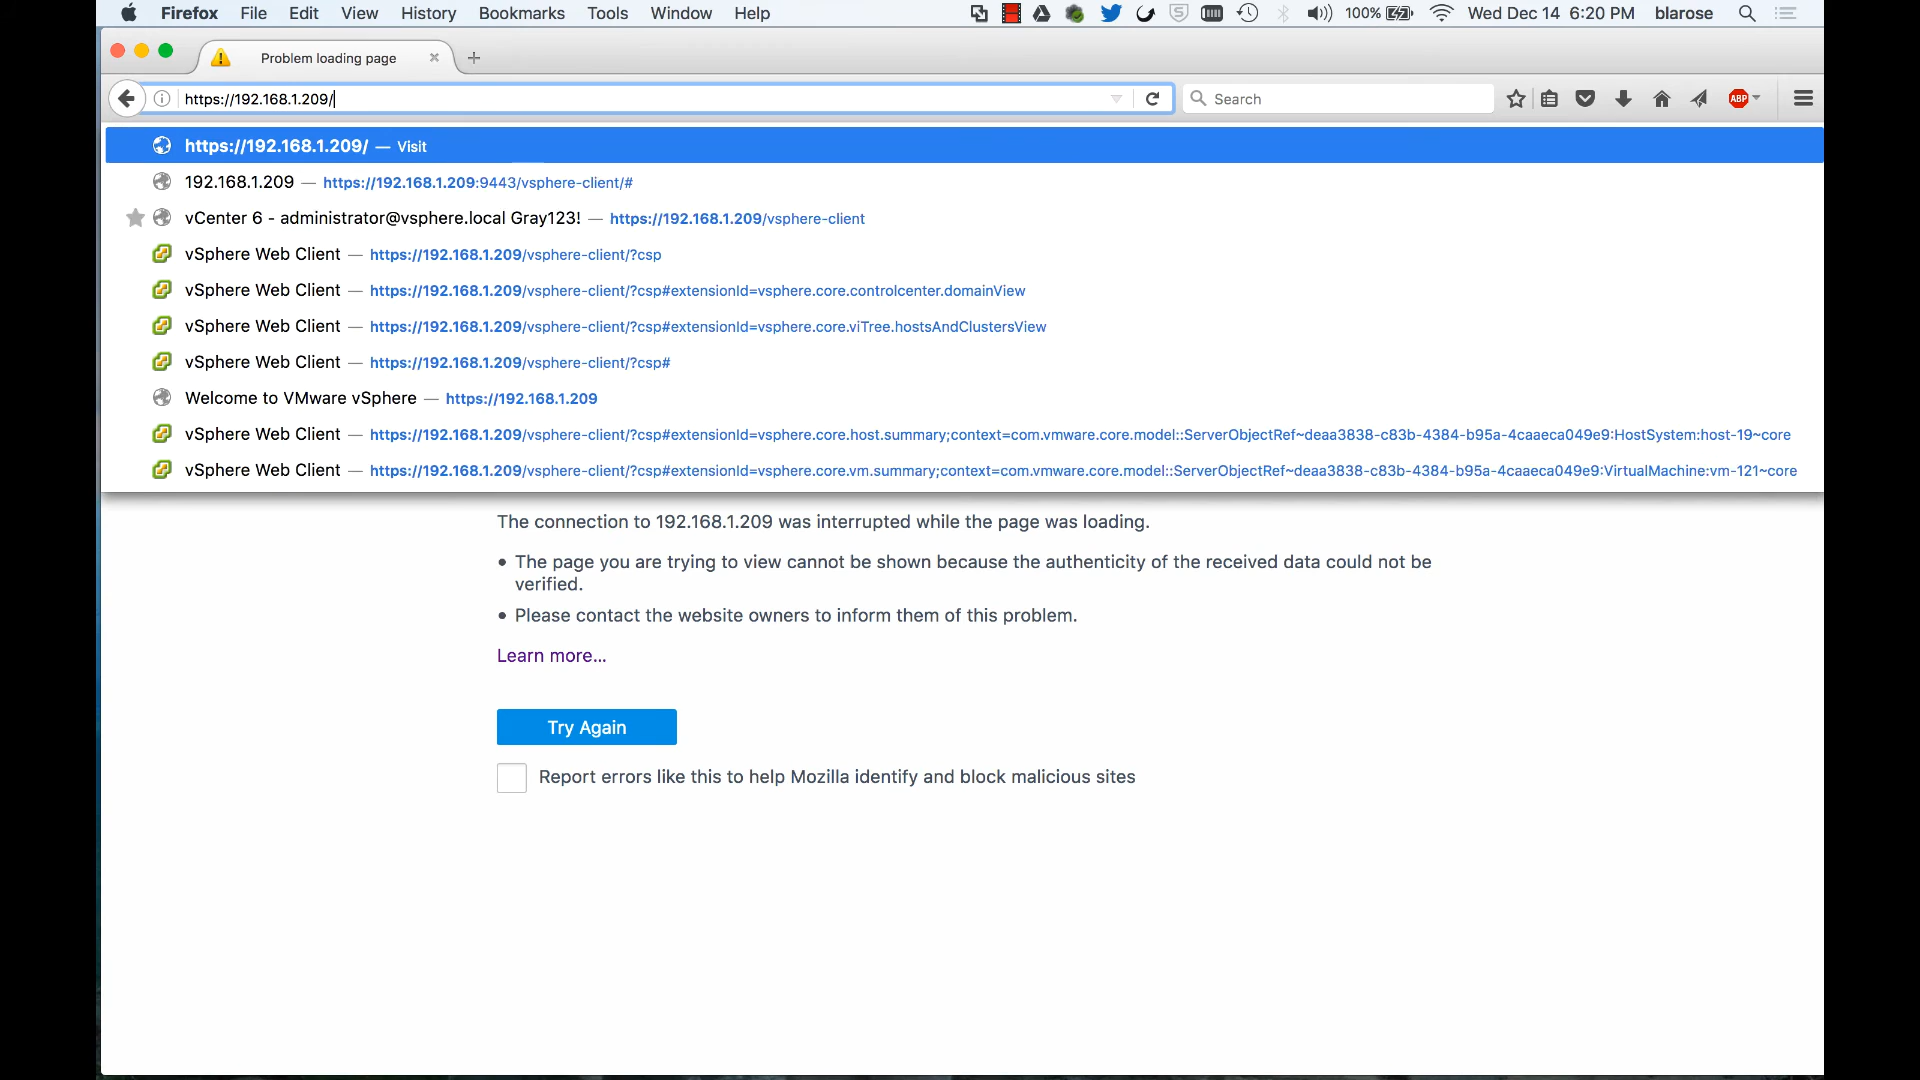 Firefox File Edit View History Bookmarks Tools Window Help 100% Wed Dec 14 6:20 PM blarose
Problem loading page
https://192.168.1.209/ Search ABP
https://192.168.1.209/ — Visit
192.168.1.209 — https://192.168.1.209:9443/vsphere-client/#
vCenter 6 - administrator@vsphere.local Gray123! — https://192.168.1.209/vsphere-client
vSphere Web Client — https://192.168.1.209/vsphere-client/?csp
vSphere Web Client — https://192.168.1.209/vsphere-client/?csp#extensionId=vsphere.core.controlcenter.domainView
vSphere Web Client — https://192.168.1.209/vsphere-client/?csp#extensionId=vsphere.core.viTree.hostsAndClustersView
vSphere Web Client — https://192.168.1.209/vsphere-client/?csp#
Welcome to VMware vSphere — https://192.168.1.209
vSphere Web Client — https://192.168.1.209/vsphere-client/?csp#extensionId=vsphere.core.host.summary;context=com.vmware.core.model::ServerObjectRef~deaa3838-c83b-4384-b95a-4caaeca049e9:HostSystem:host-19~core
vSphere Web Client — https://192.168.1.209/vsphere-client/?csp#extensionId=vsphere.core.vm.summary;context=com.vmware.core.model::ServerObjectRef~deaa3838-c83b-4384-b95a-4caaeca049e9:VirtualMachine:vm-121~core
The connection to 192.168.1.209 was interrupted while the page was loading.
• The page you are trying to view cannot be shown because the authenticity of the received data could not be
verified.
• Please contact the website owners to inform them of this problem.
Learn more...
Try Again
Report errors like this to help Mozilla identify and block malicious sites